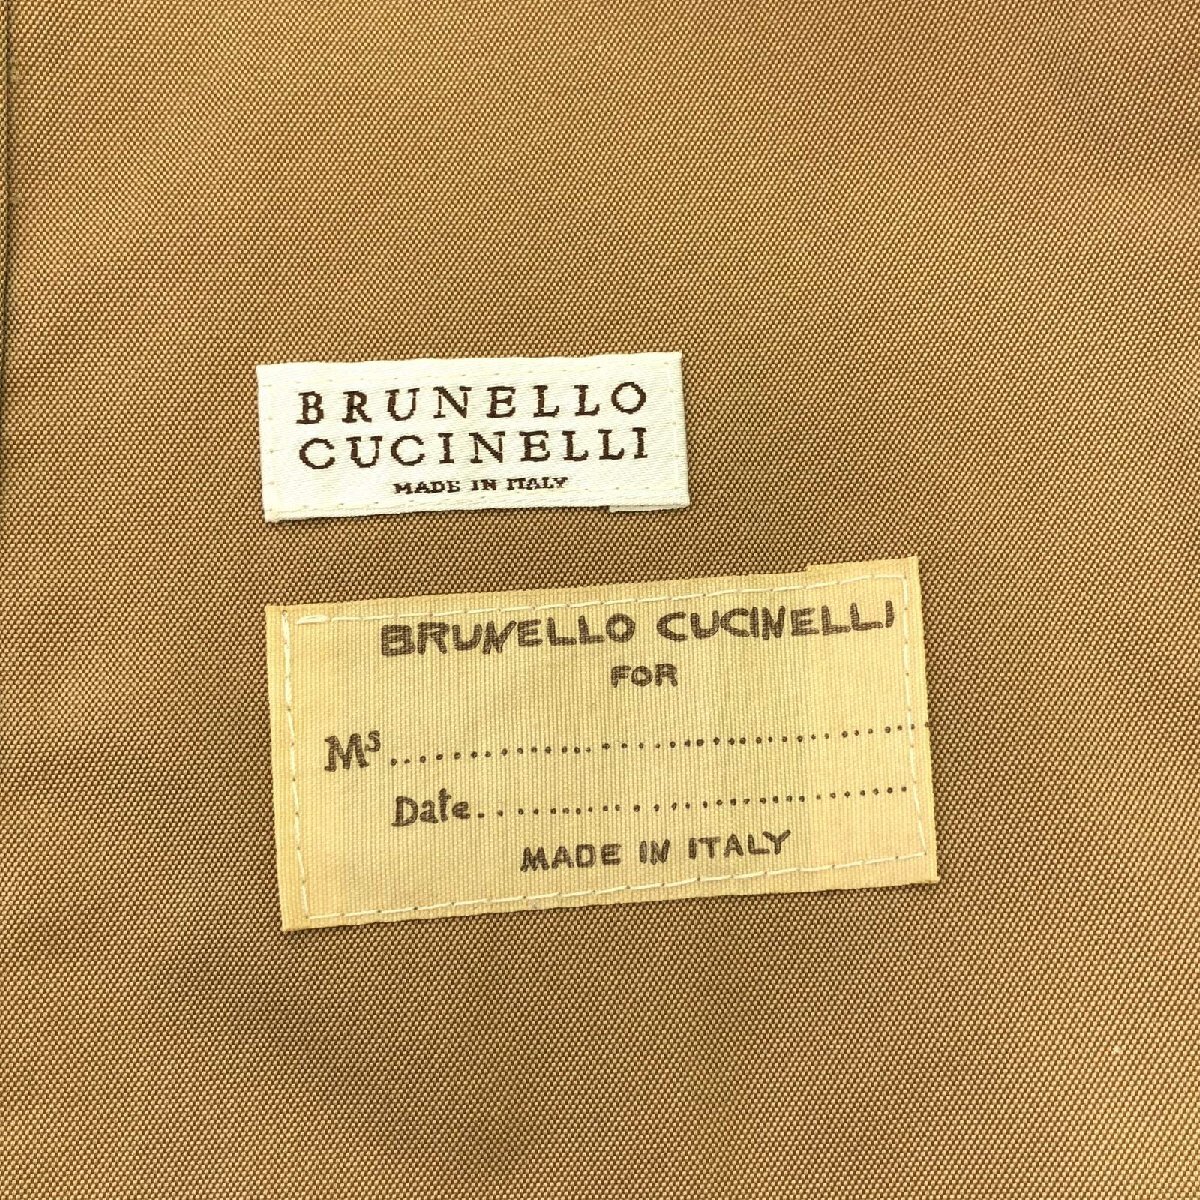 BRUNELLO
CUCINELLI
MADE IN ITALY
BRUNELLO CUCINELLI
FOR
Ms..............................................
Date....................................
MADE IN ITALY